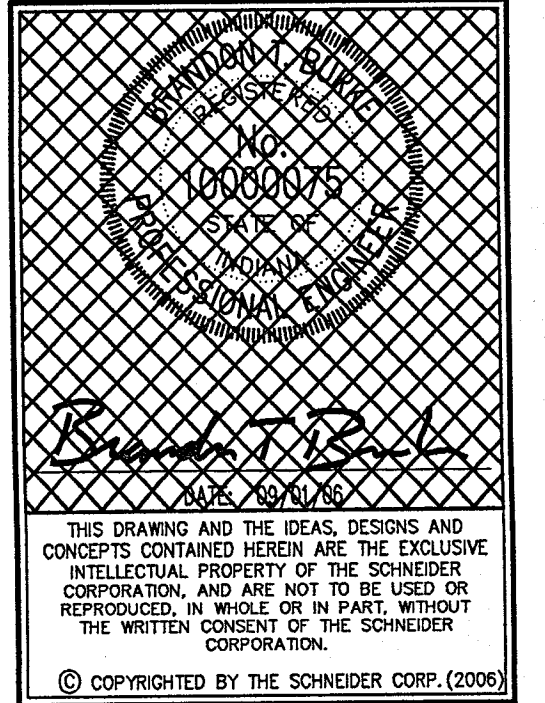 BRANDON T. BURKE
REGISTERED
No.
10000075
STATE OF
INDIANA
PROFESSIONAL ENGINEER
Brandon T Burke
DATE: 09/01/06
THIS DRAWING AND THE IDEAS, DESIGNS AND
CONCEPTS CONTAINED HEREIN ARE THE EXCLUSIVE
INTELLECTUAL PROPERTY OF THE SCHNEIDER
CORPORATION, AND ARE NOT TO BE USED OR
REPRODUCED, IN WHOLE OR IN PART, WITHOUT
THE WRITTEN CONSENT OF THE SCHNEIDER
CORPORATION.
© COPYRIGHTED BY THE SCHNEIDER CORP. (2006)